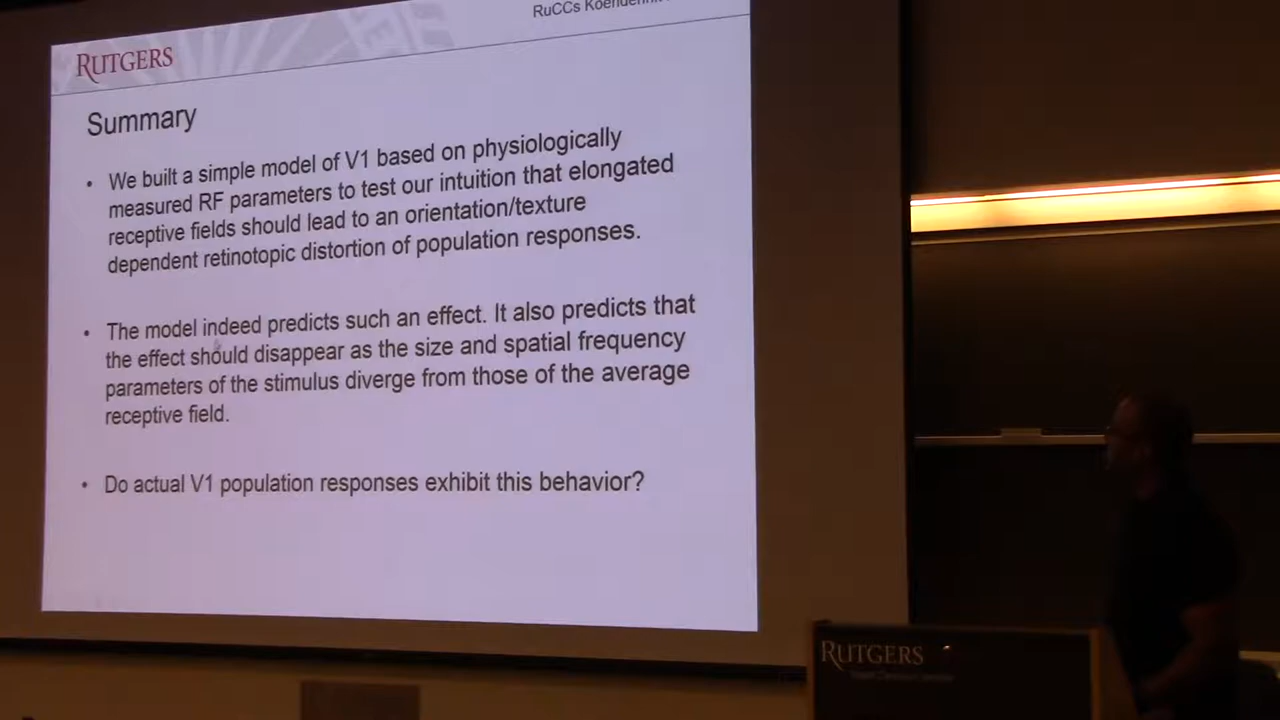 RuCCs
RUTGERS
Summary
• We built a simple model of V1 based on physiologically
measured RF parameters to test our intuition that elongated
receptive fields should lead to an orientation/texture
dependent retinotopic distortion of population responses.
• The model indeed predicts such an effect. It also predicts that
the effect should disappear as the size and spatial frequency
parameters of the stimulus diverge from those of the average
receptive field.
• Do actual V1 population responses exhibit this behavior?
RUTGERS